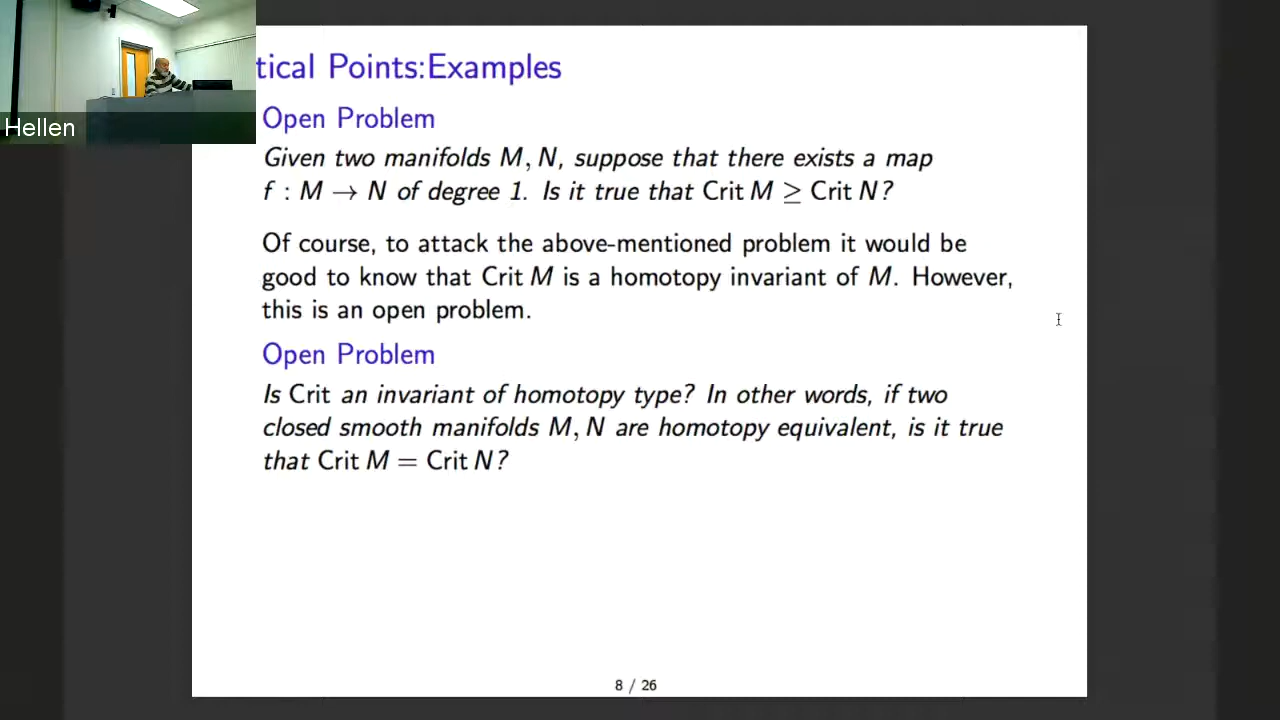 tical Points:Examples
Hellen
Open Problem
Given two manifolds M, N, suppose that there exists a map
f : M → N of degree 1. Is it true that Crit M ≥ Crit N?
Of course, to attack the above-mentioned problem it would be
good to know that Crit M is a homotopy invariant of M. However,
this is an open problem.
Open Problem
Is Crit an invariant of homotopy type? In other words, if two
closed smooth manifolds M, N are homotopy equivalent, is it true
that Crit M = Crit N?
8 / 26